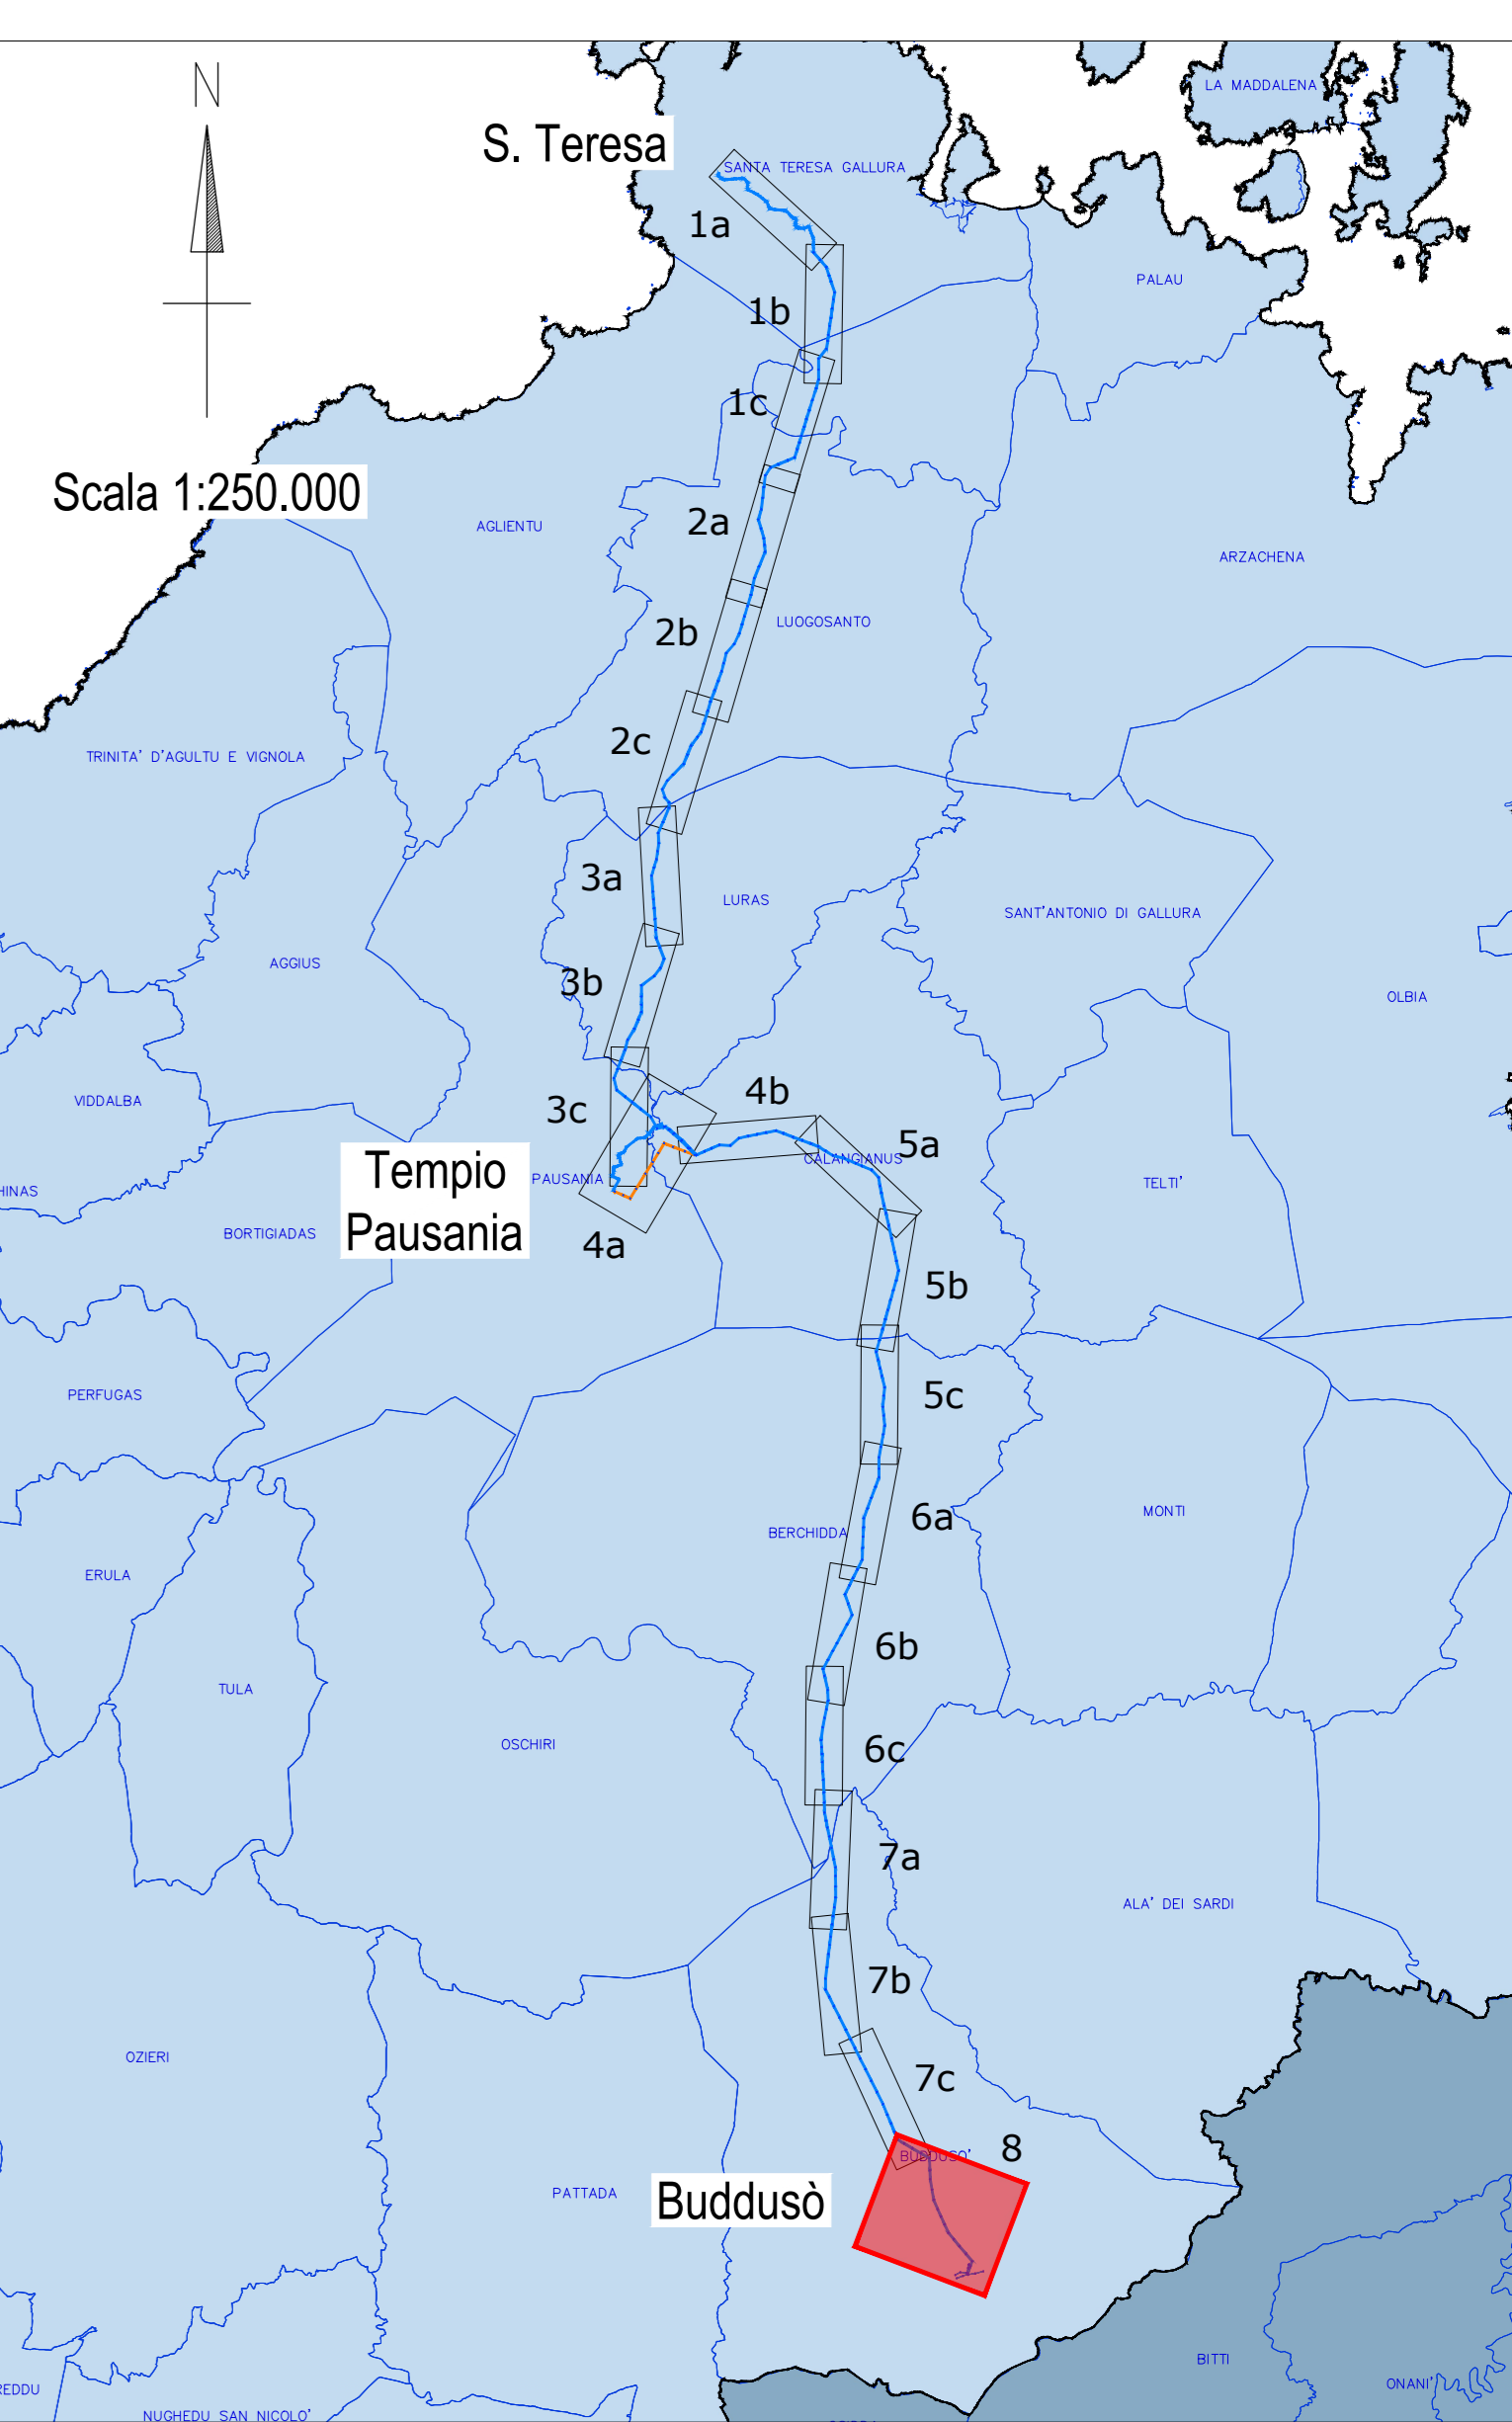 N
LA MADDALENA
S. Teresa
SANTA TERESA GALLURA
1a
PALAU
1b
1c
Scala 1:250.000
2a
AGLIENTU
ARZACHENA
LUOGOSANTO
2b
2c
TRINITA' D'AGULTU E VIGNOLA
3a
LURAS
SANT'ANTONIO DI GALLURA
AGGIUS
3b
OLBIA
4b
VIDDALBA
3c
5a
CALANGIANUS
Tempio
Pausania
PAUSANIA
TELTI'
HINAS
BORTIGIADAS
4a
5b
PERFUGAS
5c
MONTI
6a
BERCHIDDA
ERULA
6b
TULA
OSCHIRI
6c
7a
ALA' DEI SARDI
7b
OZIERI
7c
8
BUDDUSO'
PATTADA
Buddusò
BITTI
ONANI'
REDDU
NUGHEDU SAN NICOLO'